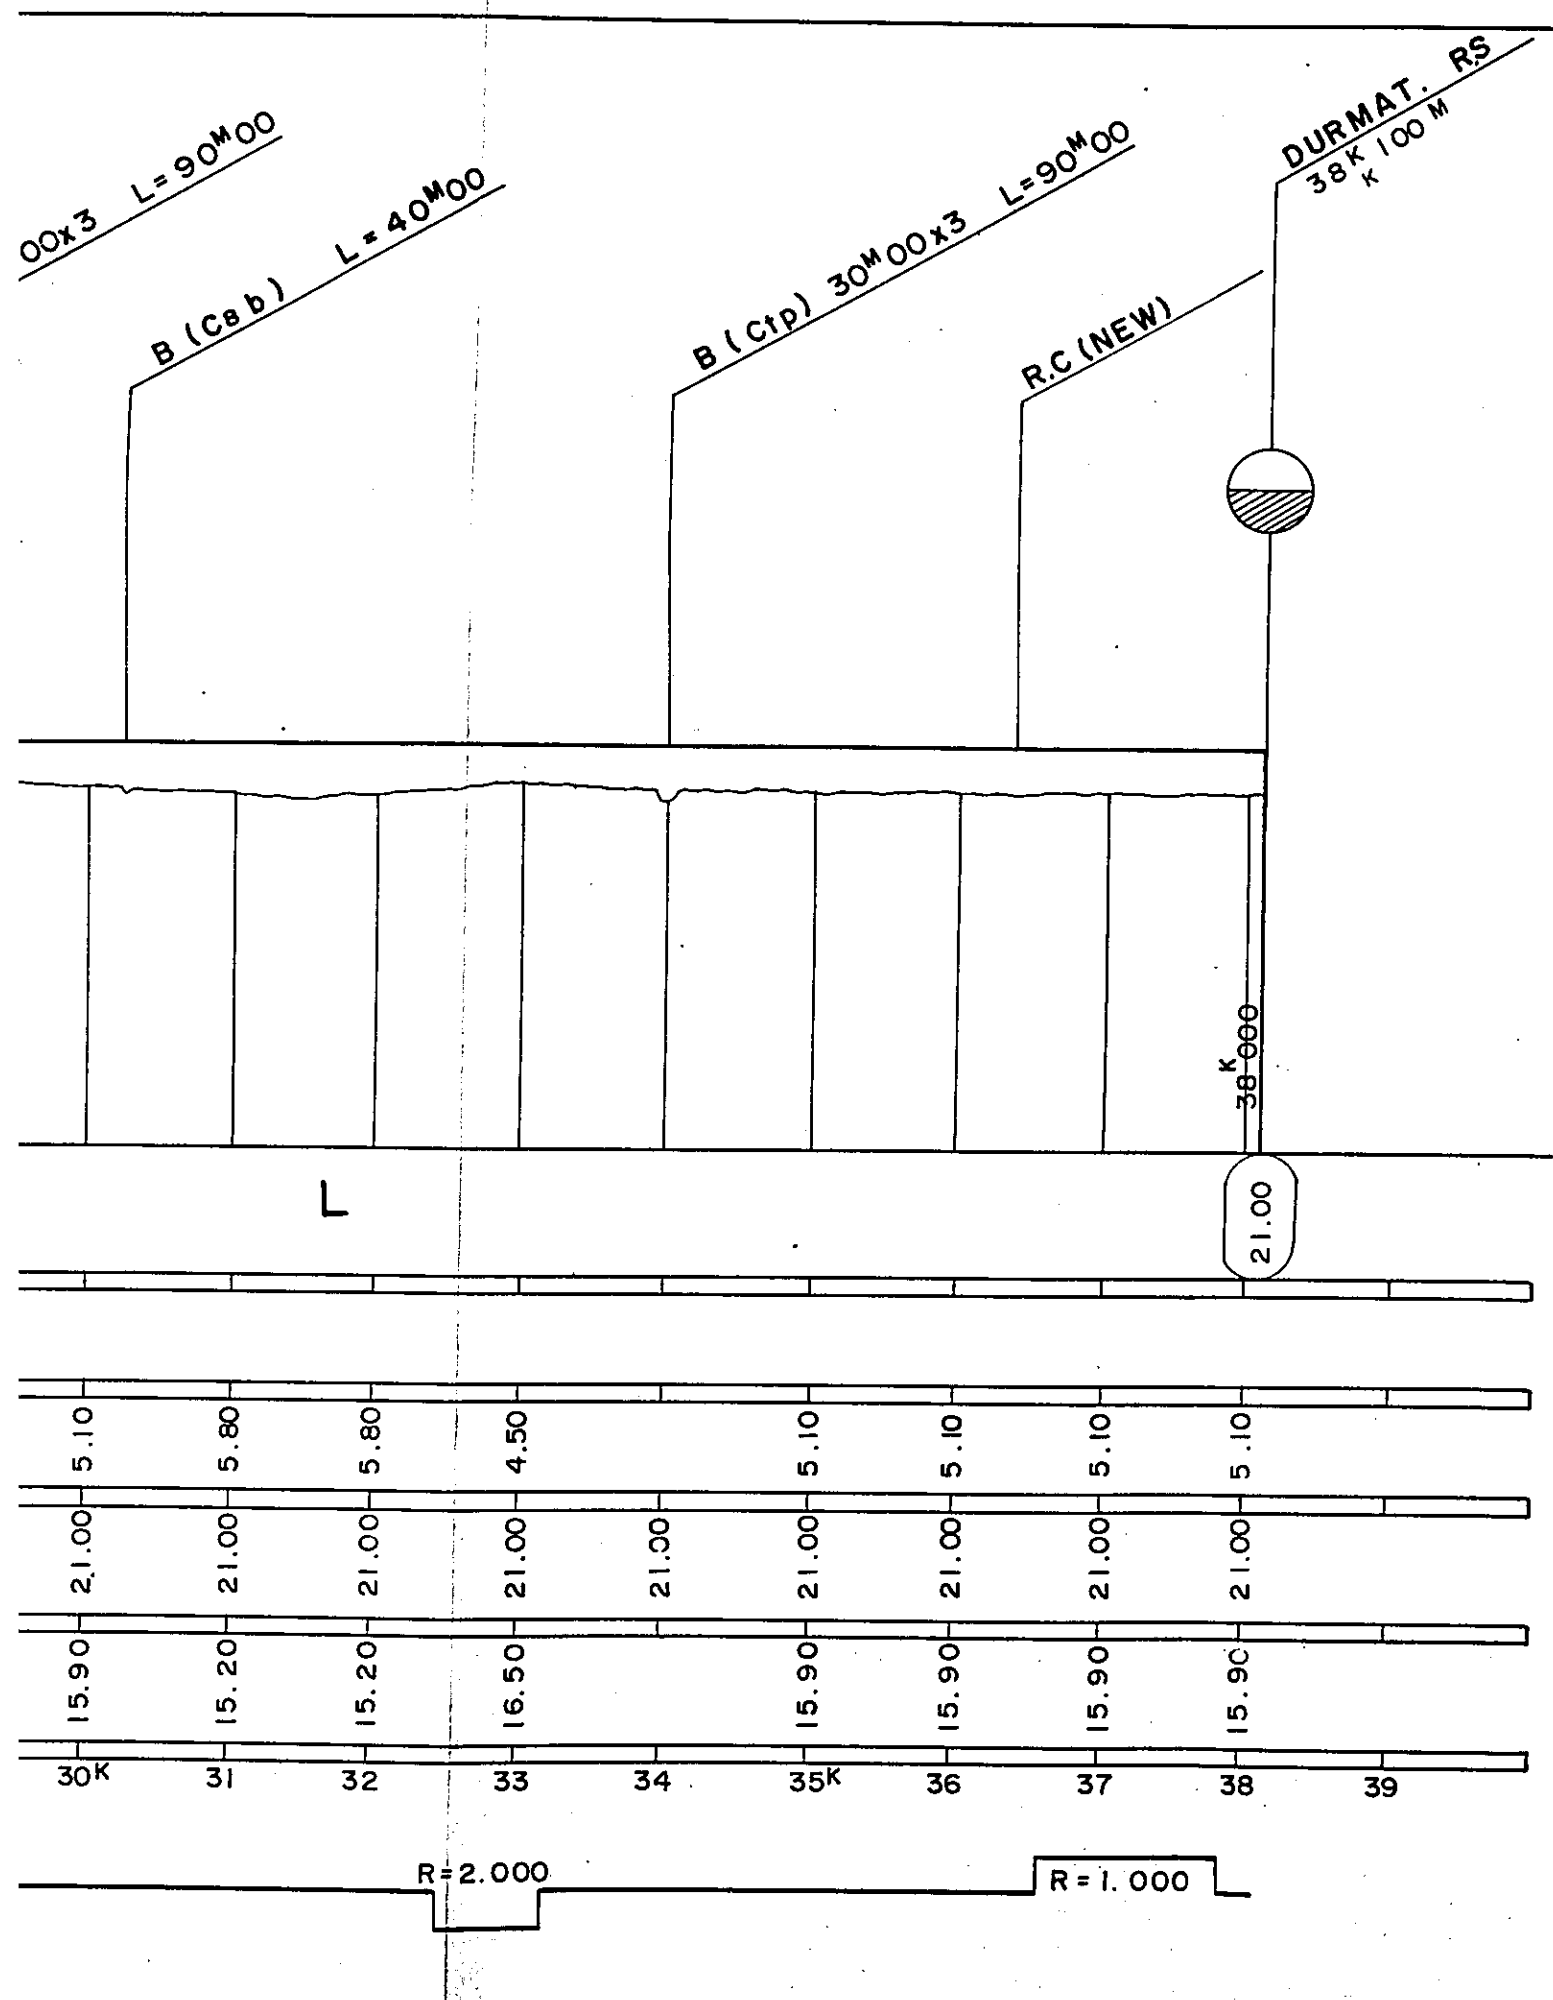 00x3 L=90M00
B (Csb) L=40M00
B (Ctp) 30M00x3 L=90M00
R.C (NEW)
DURMAT. RS
38K100M
K
38K000
L
21.00
5.10 5.80 5.80 4.50 5.10 5.10 5.10 5.10
21.00 21.00 21.00 21.00 21.00 21.00 21.00 21.00 21.00
15.90 15.20 15.20 16.50 15.90 15.90 15.90 15.90
30K 31 32 33 34 35K 36 37 38 39
R=2.000
R=1.000